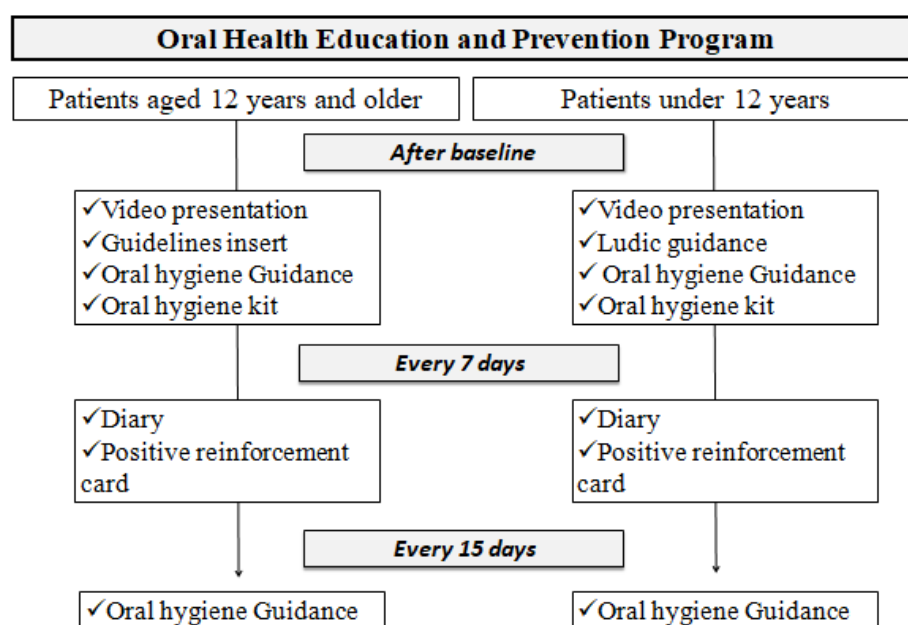 Oral Health Education and Prevention Program
Patients aged 12 years and older
Patients under 12 years
After baseline
✓Video presentation
✓Guidelines insert
✓Oral hygiene Guidance
✓Oral hygiene kit
✓Video presentation
✓Ludic guidance
✓ Oral hygiene Guidance
✓Oral hygiene kit
Every 7 days
✓Diary
✓Positive reinforcement
card
✓Diary
✓Positive reinforcement
card
Every 15 days
✓Oral hygiene Guidance
✓Oral hygiene Guidance